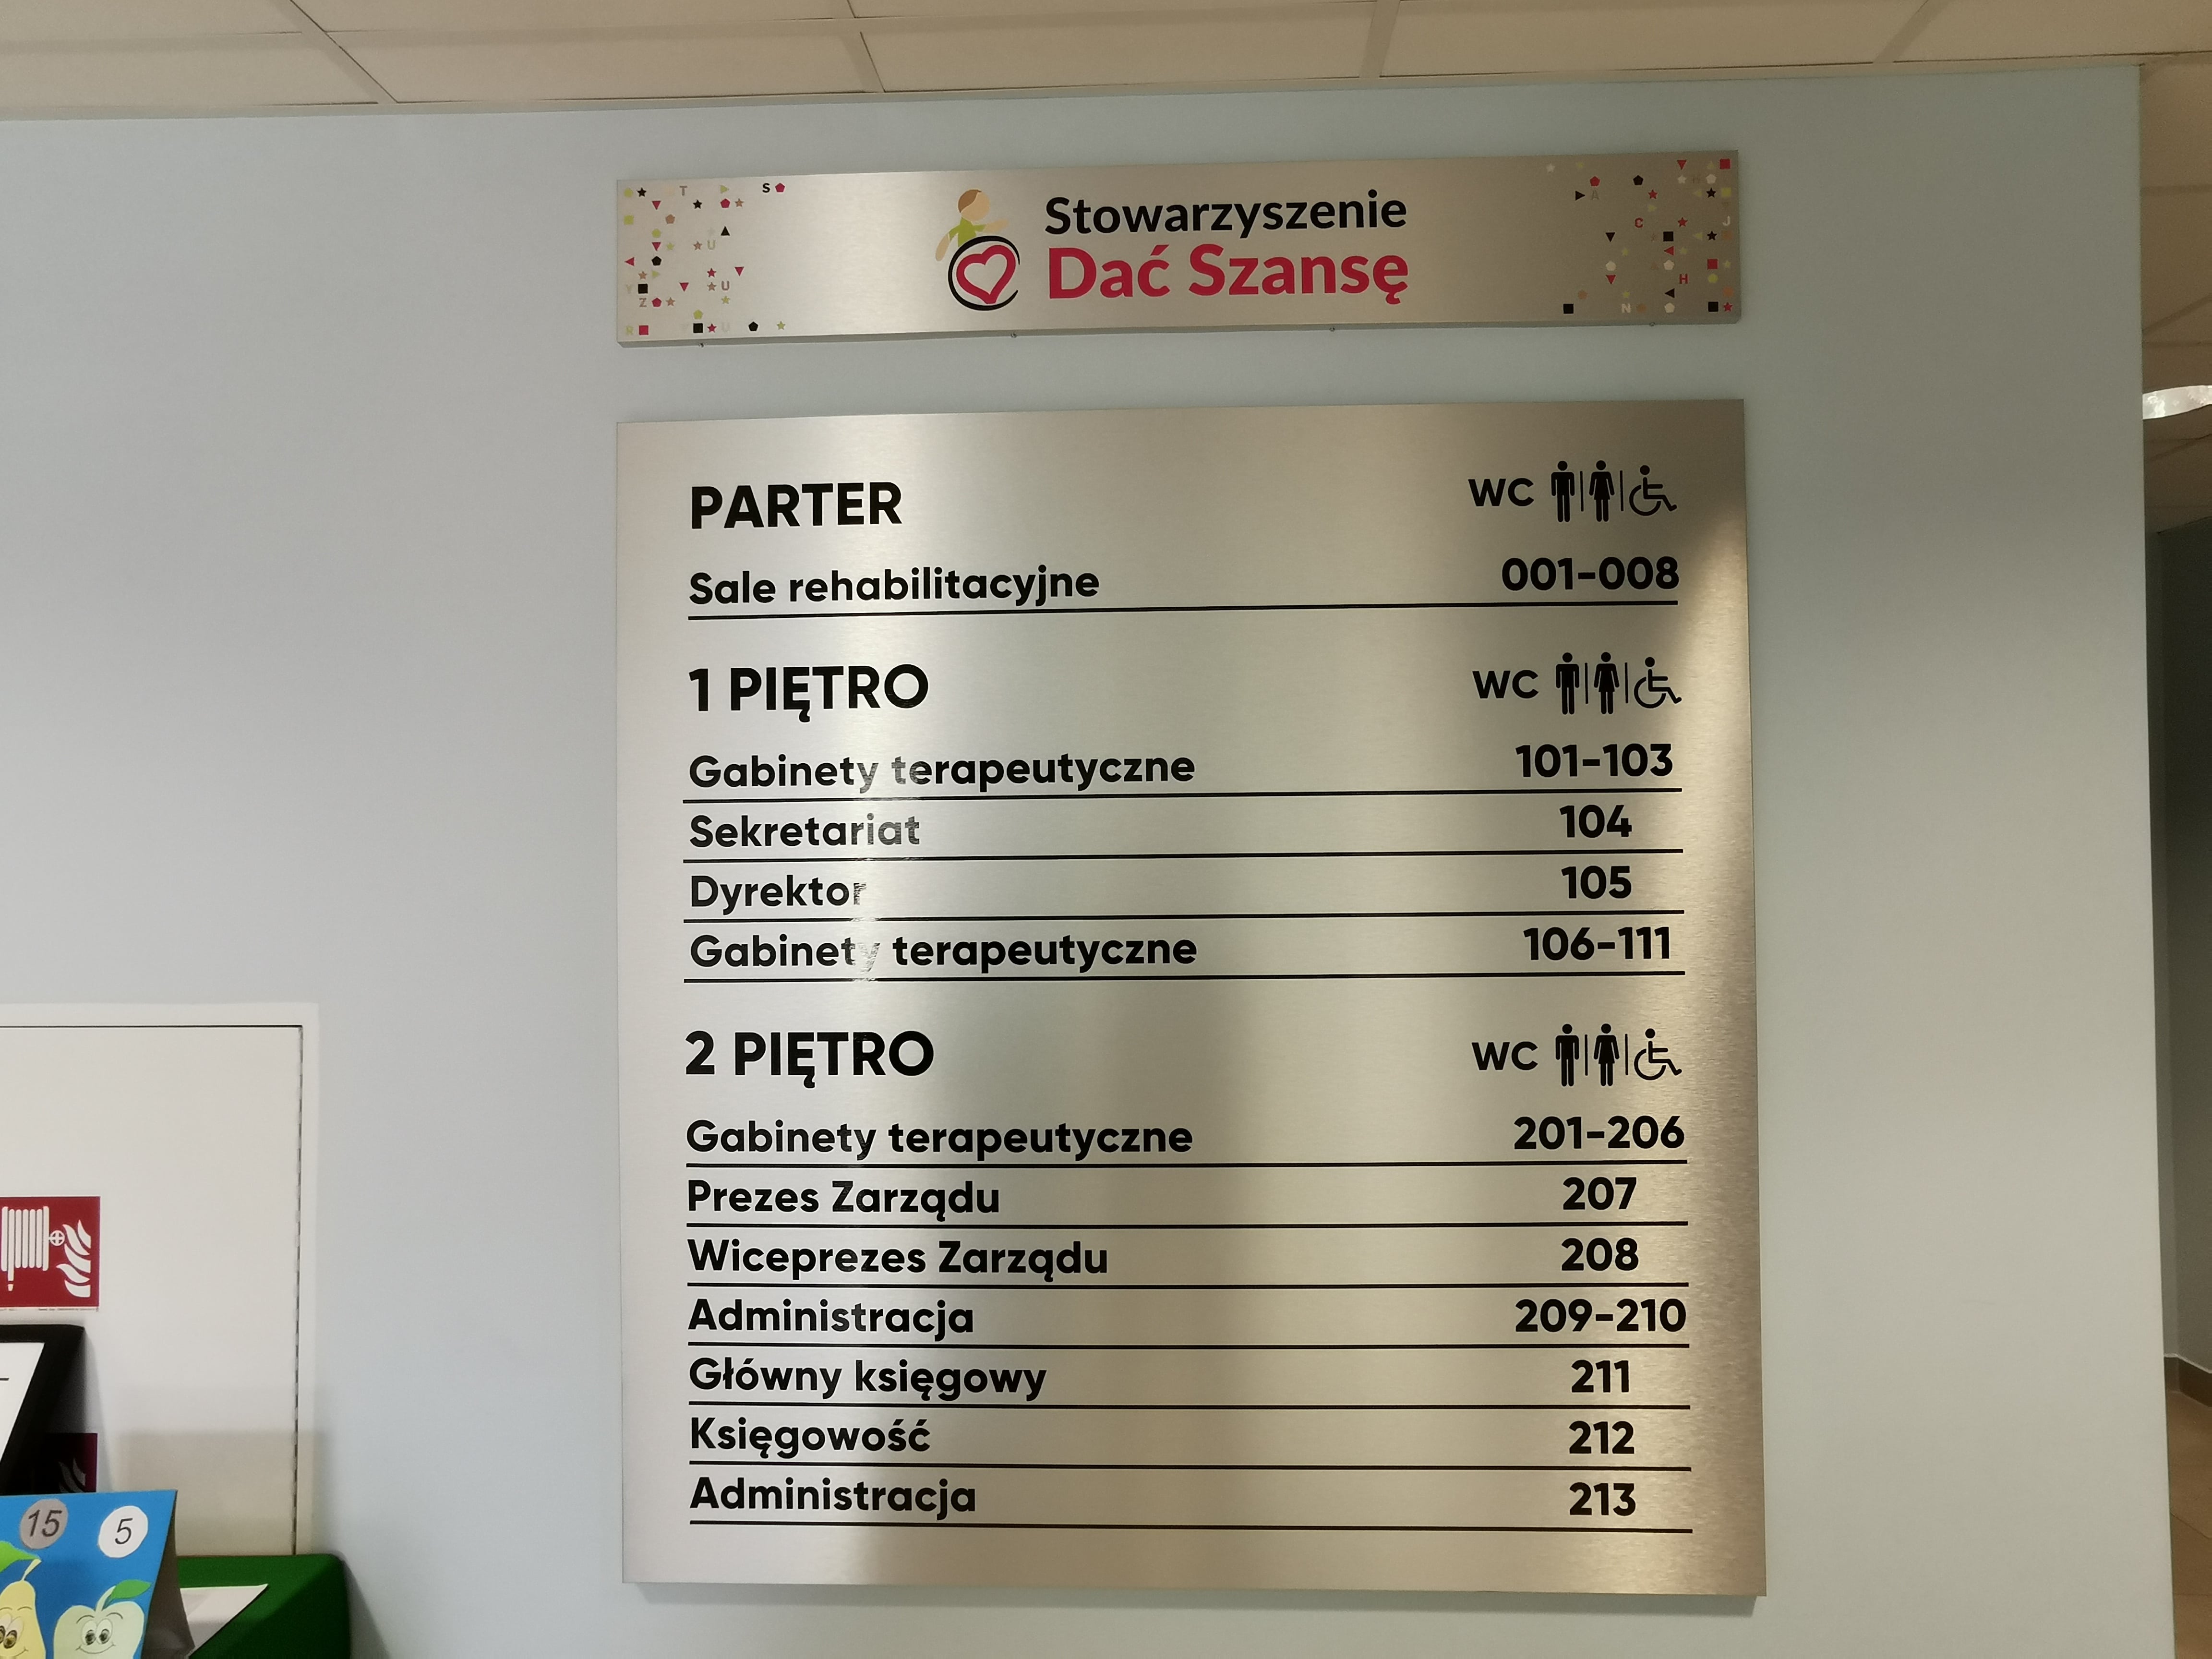 Stowarzyszenie
Dać Szansę
PARTER WC
Sale rehabilitacyjne 001-008
1 PIĘTRO WC
Gabinety terapeutyczne 101-103
Sekretariat 104
Dyrektor 105
Gabinety terapeutyczne 106-111
2 PIĘTRO WC
Gabinety terapeutyczne 201-206
Prezes Zarządu 207
Wiceprezes Zarządu 208
Administracja 209-210
Główny księgowy 211
Księgowość 212
Administracja 213
15 5